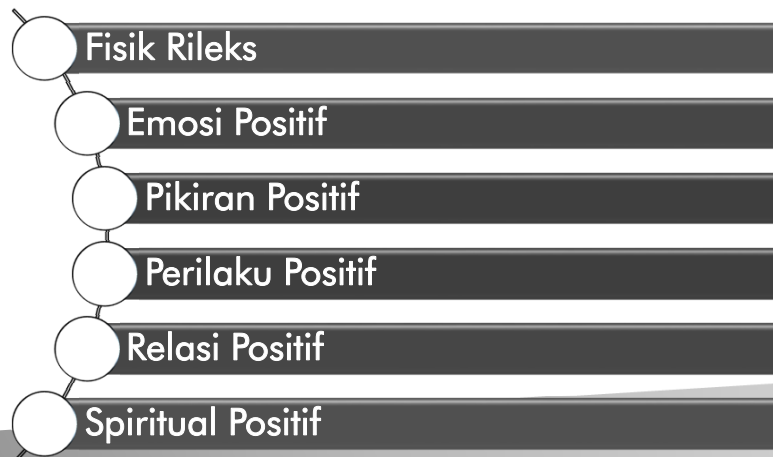 Fisik Rileks
Emosi Positif
Pikiran Positif
Perilaku Positif
Relasi Positif
Spiritual Positif